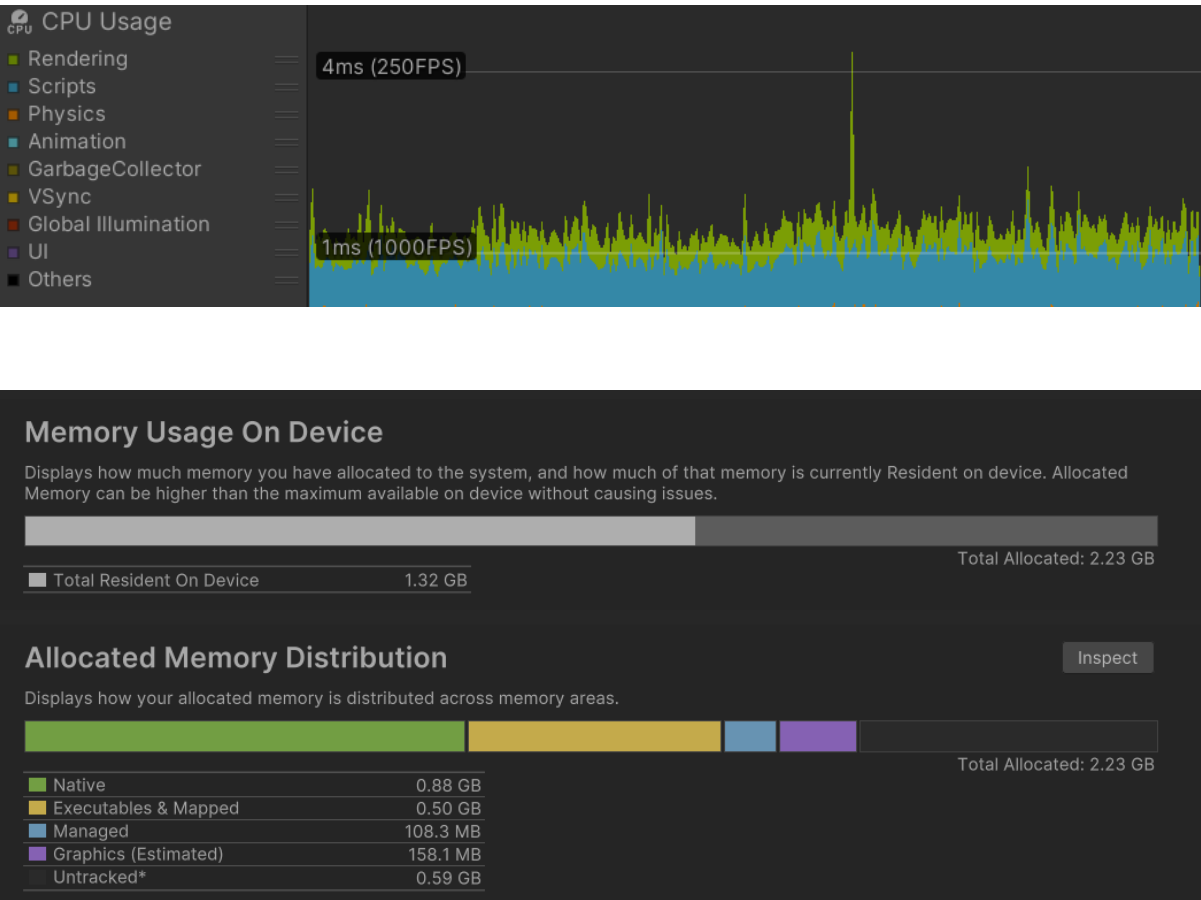 CPU CPU Usage
Rendering
Scripts
Physics
Animation
GarbageCollector
VSync
Global Illumination
UI
Others
4ms (250FPS)
1ms (1000FPS)
Memory Usage On Device
Displays how much memory you have allocated to the system, and how much of that memory is currently Resident on device. Allocated
Memory can be higher than the maximum available on device without causing issues.
Total Allocated: 2.23 GB
Total Resident On Device 1.32 GB
Allocated Memory Distribution
Inspect
Displays how your allocated memory is distributed across memory areas.
Total Allocated: 2.23 GB
Native 0.88 GB
Executables & Mapped 0.50 GB
Managed 108.3 MB
Graphics (Estimated) 158.1 MB
Untracked* 0.59 GB